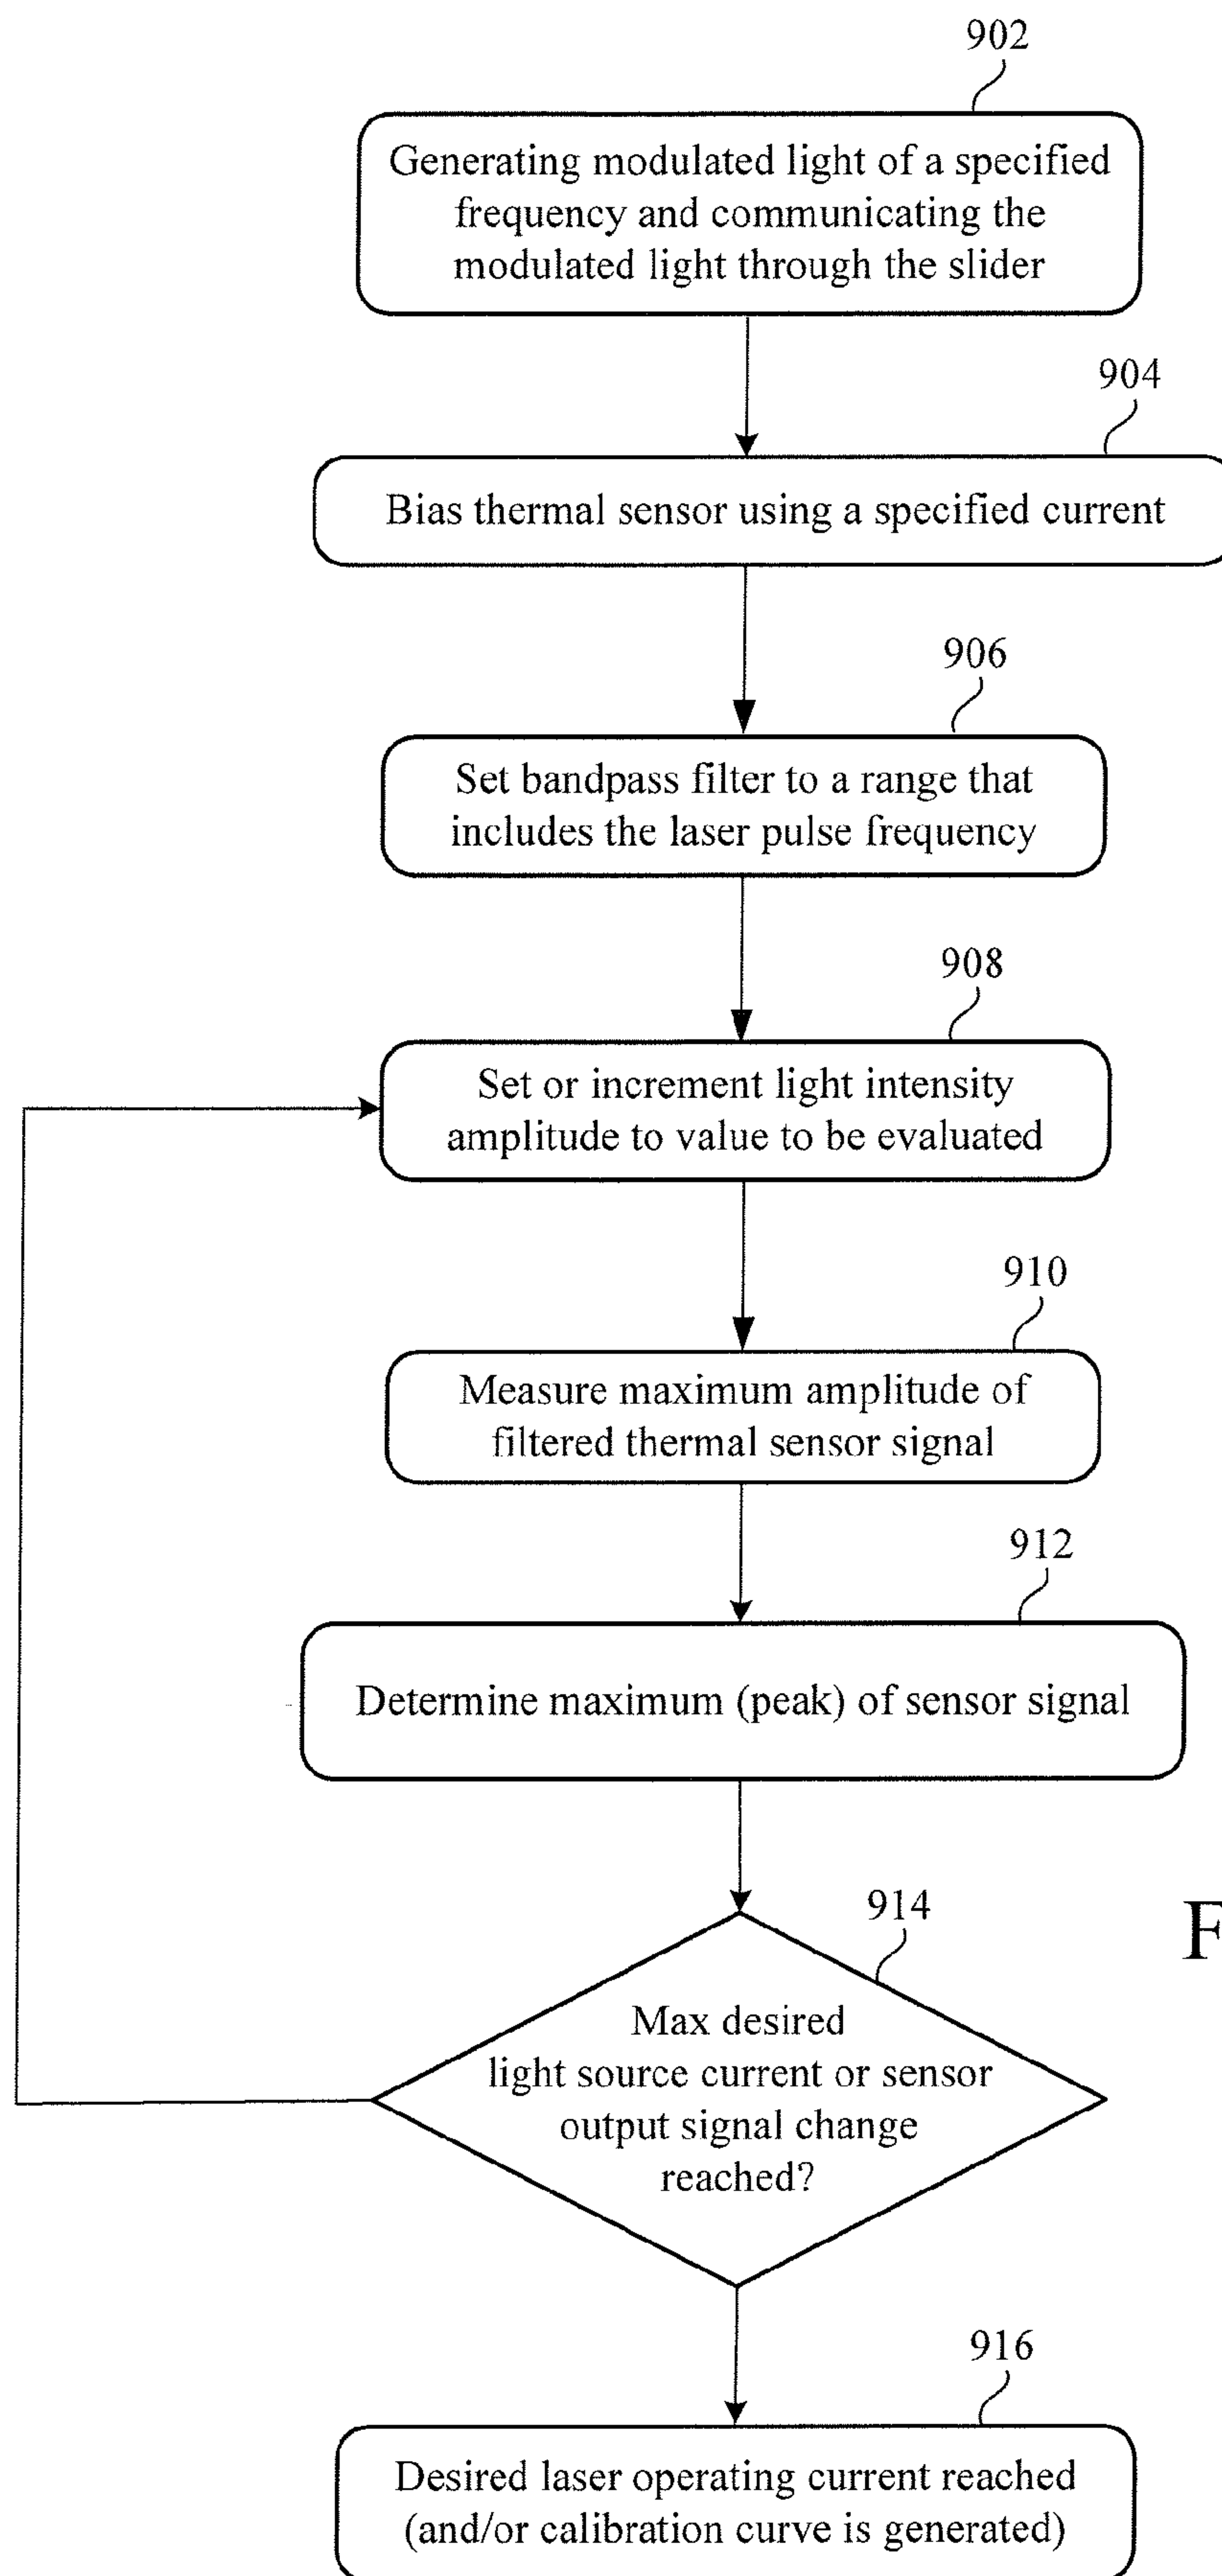 902
Generating modulated light of a specified
frequency and communicating the
modulated light through the slider
904
Bias thermal sensor using a specified current
906
Set bandpass filter to a range that
includes the laser pulse frequency
908
Set or increment light intensity
amplitude to value to be evaluated
910
Measure maximum amplitude of
filtered thermal sensor signal
912
Determine maximum (peak) of sensor signal
914
F
Max desired
light source current or sensor
output signal change
reached?
916
Desired laser operating current reached
(and/or calibration curve is generated)